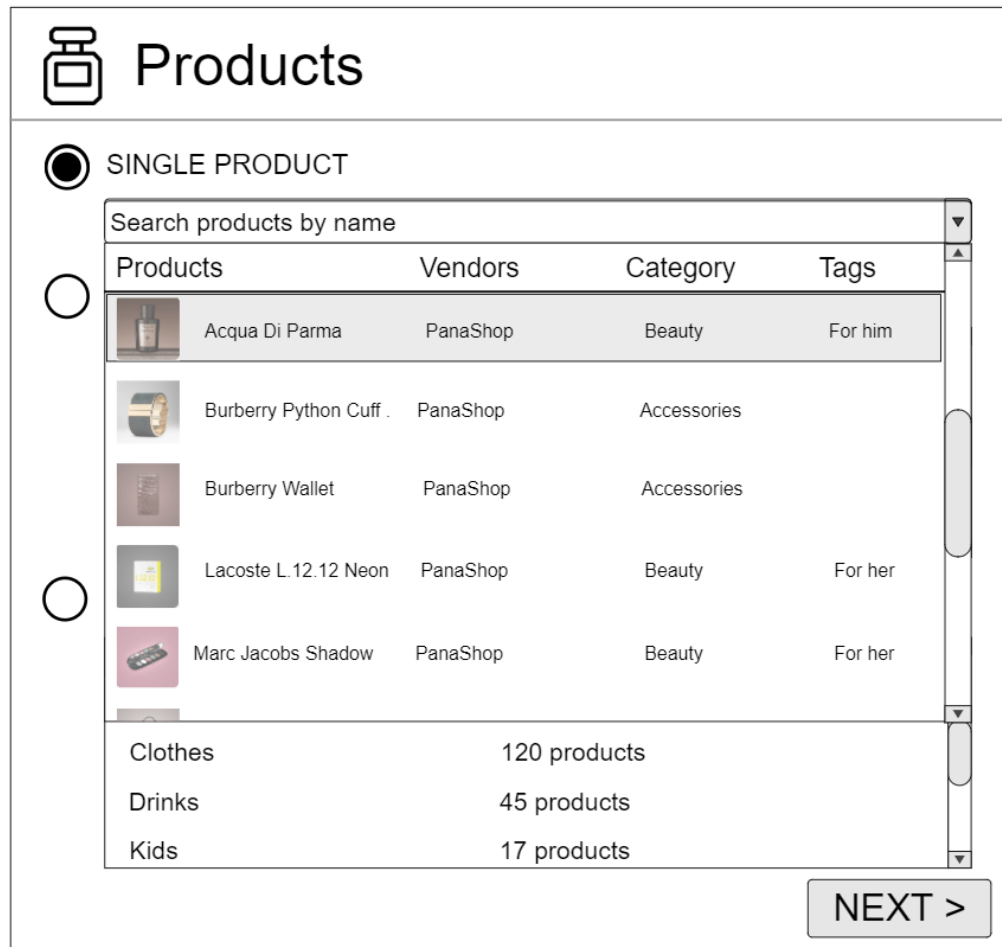 Products
SINGLE PRODUCT
Search products by name
Products Vendors Category Tags
Acqua Di Parma PanaShop Beauty For him
Burberry Python Cuff . PanaShop Accessories
Burberry Wallet PanaShop Accessories
Lacoste L.12.12 Neon PanaShop Beauty For her
Marc Jacobs Shadow PanaShop Beauty For her
Clothes 120 products
Drinks 45 products
Kids 17 products
NEXT >